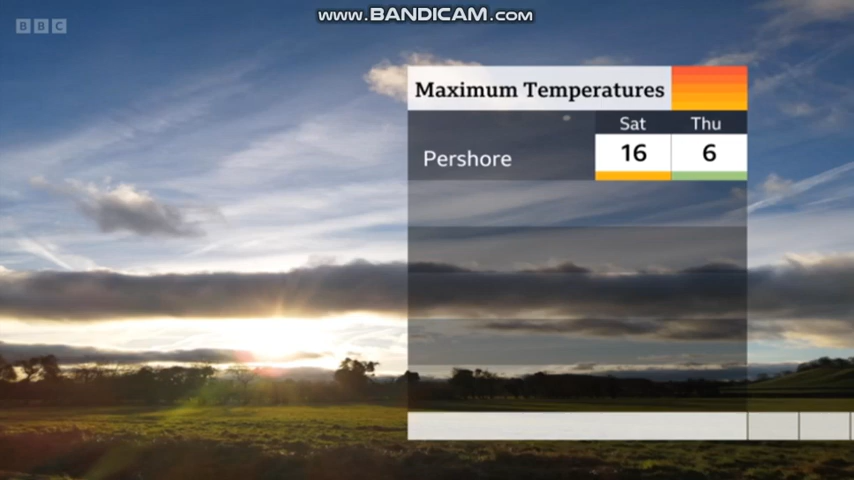 BBC
www.BANDICAM.com
Maximum Temperatures
Sat Thu
Pershore 16 6